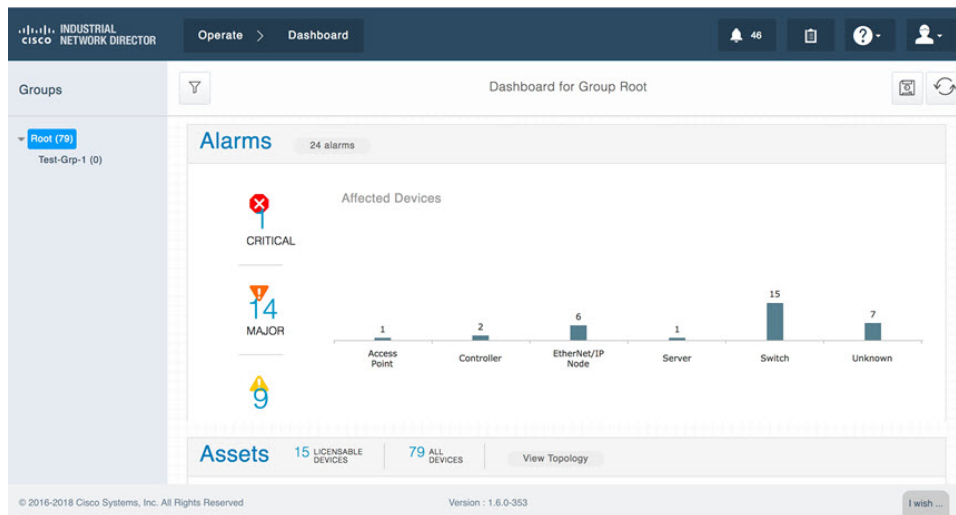 INDUSTRIAL
CISCO NETWORK DIRECTOR
Operate > Dashboard
46
?
Groups
Dashboard for Group Root
Root (79)
Test-Grp-1 (0)
Alarms 24 alarms
Affected Devices
1
CRITICAL
14
MAJOR
9
1 2 6 1 15 7
Access
Point
Controller
EtherNet/IP
Node
Server
Switch
Unknown
Assets 15 LICENSABLE
DEVICES
79 ALL
DEVICES
View Topology
© 2016-2018 Cisco Systems, Inc. All Rights Reserved Version : 1.6.0-353 I wish ...